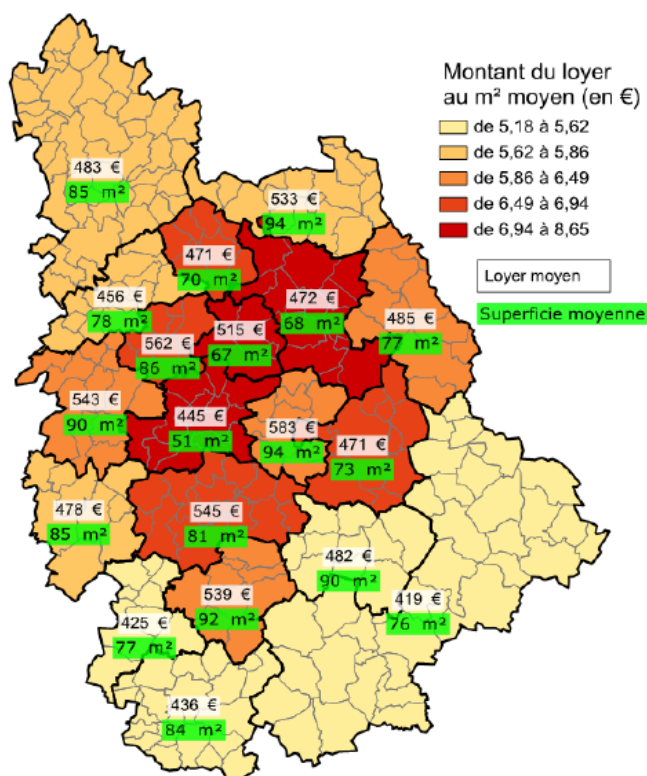 Montant du loyer
au m² moyen (en €)
de 5,18 à 5,62
de 5,62 à 5,86
de 5,86 à 6,49
de 6,49 à 6,94
de 6,94 à 8,65
Loyer moyen
Superficie moyenne
483 €
85 m²
533 €
94 m²
471 €
70 m²
472 €
68 m²
456 €
78 m²
485 €
77 m²
515 €
67 m²
562 €
86 m²
543 €
90 m²
445 €
51 m²
583 €
94 m²
471 €
73 m²
478 €
85 m²
545 €
81 m²
482 €
90 m²
539 €
92 m²
419 €
76 m²
425 €
77 m²
436 €
84 m²